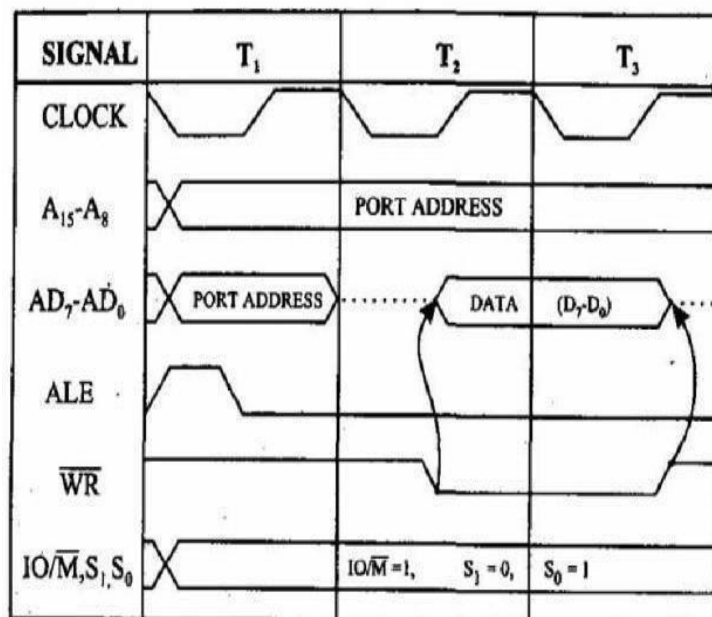 SIGNAL T₁ T₂ T₃
CLOCK
A₁₅-A₈ PORT ADDRESS
AD₇-AD₀ PORT ADDRESS DATA (D₇-D₀)
ALE
W̅R̅
IO/M̅,S₁,S₀ IO/M̅ =1, S₁ = 0, S₀ = 1